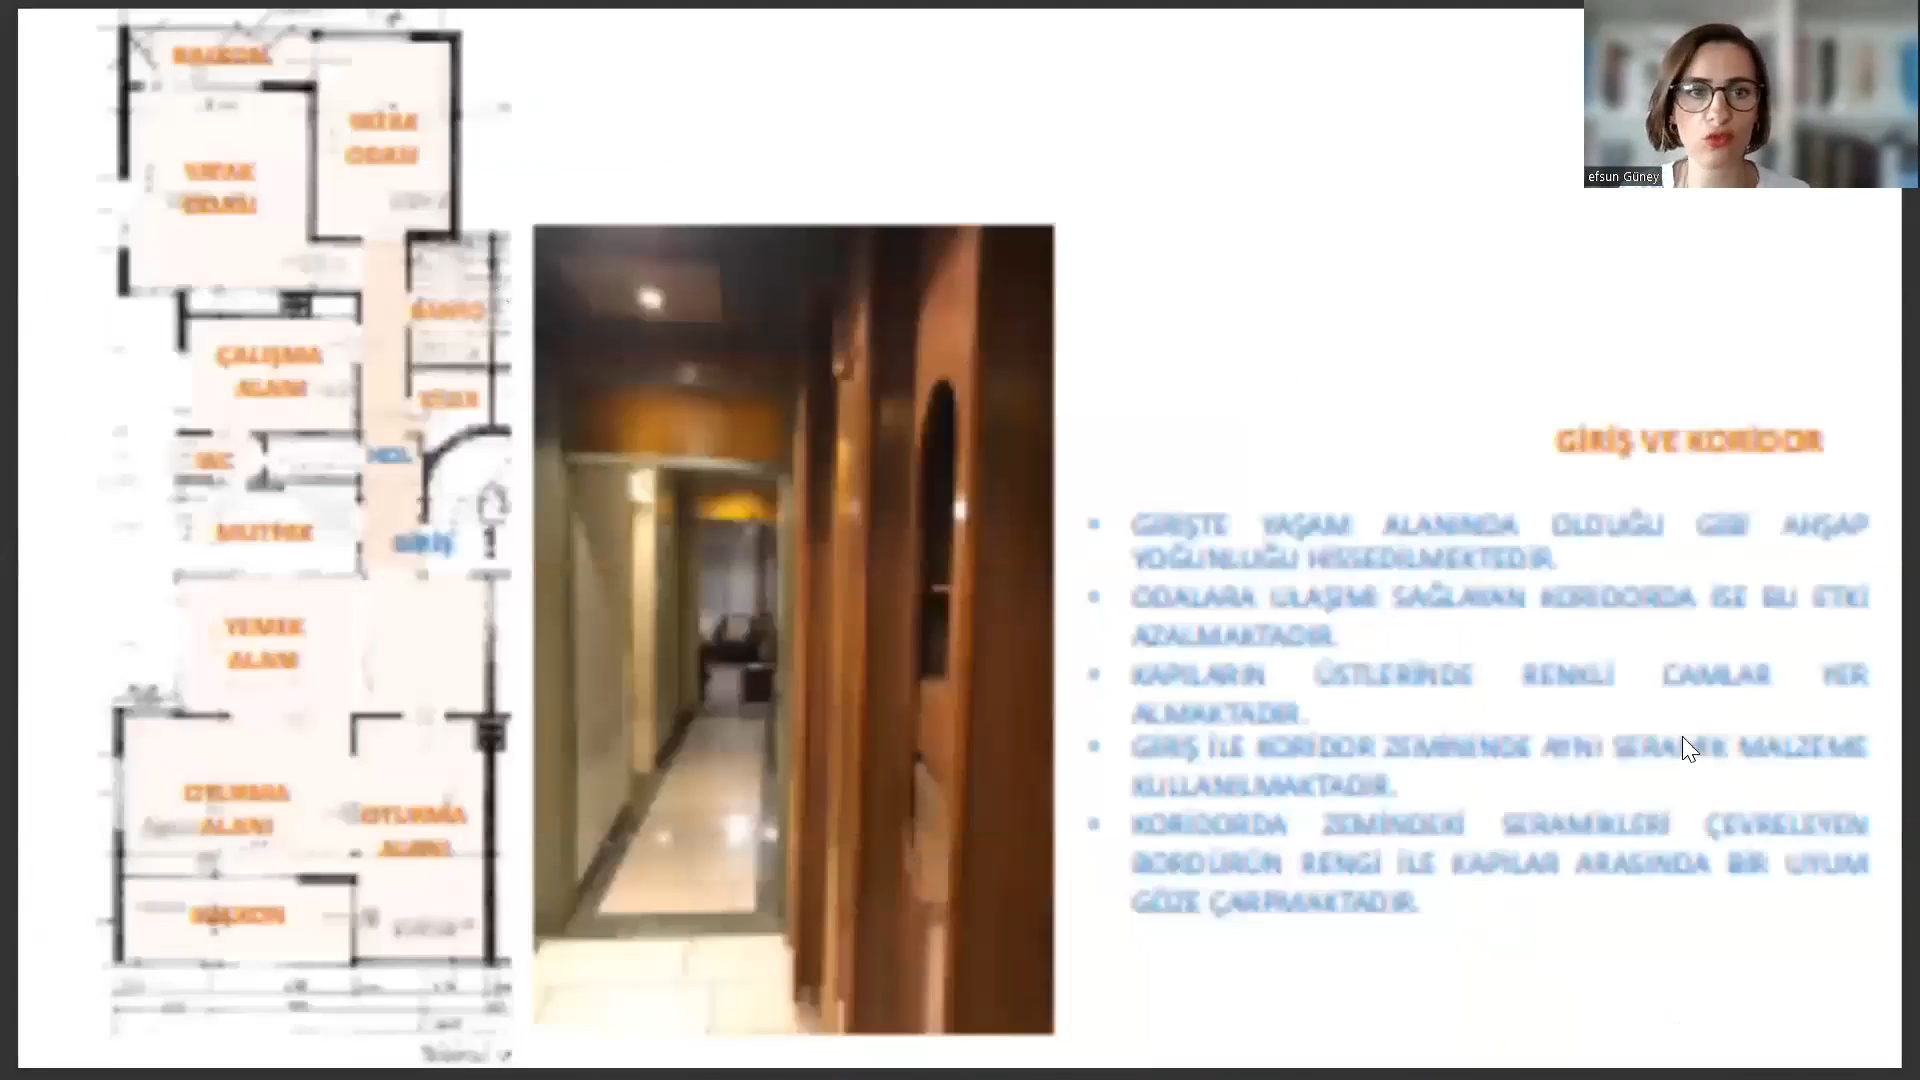 efsun Güney
BALKON
YATAK
ODASI
ODASI
BANYO
ÇALIŞMA
ALANI
WC
HOL
MUTFAK
GİRİŞ
YEMEK
ALANI
OTURMA
ALANI
OTURMA
ALANI
BALKON
GİRİŞ VE KORİDOR
• GİRİŞTE YAŞAM ALANINDA OLDUĞU GİBİ AHŞAP
YOĞUNLUĞU HİSSEDİLMEKTEDİR.
• ODALARA ULAŞIMI SAĞLAYAN KORİDORDA İSE BU ETKİ
AZALMAKTADIR.
• KAPILARIN ÜSTLERİNDE RENKLİ CAMLAR YER
ALMAKTADIR.
• GİRİŞ İLE KORİDOR ZEMİNİNDE AYNI SERAMİK MALZEME
KULLANILMAKTADIR.
• KORİDORDA ZEMİNDEKİ SERAMİKLERİ ÇEVRELEYEN
BORDÜRÜN RENGİ İLE KAPILAR ARASINDA BİR UYUM
GÖZE ÇARPMAKTADIR.